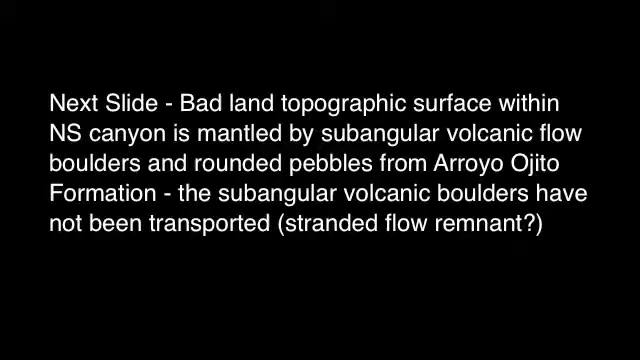 Next Slide - Bad land topographic surface within
NS canyon is mantled by subangular volcanic flow
boulders and rounded pebbles from Arroyo Ojito
Formation - the subangular volcanic boulders have
not been transported (stranded flow remnant?)